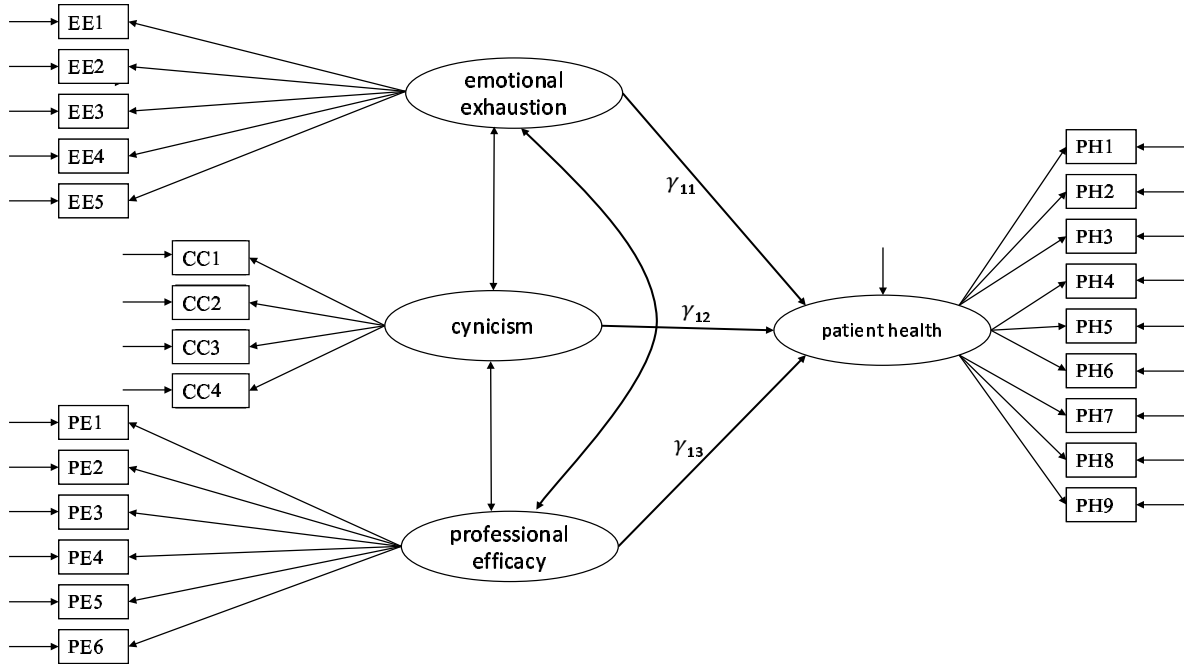 EE1
EE2
EE3
EE4
EE5
emotional
exhaustion
γ11
CC1
CC2
CC3
CC4
cynicism
γ12
patient health
PE1
PE2
PE3
PE4
PE5
PE6
professional
efficacy
γ13
PH1
PH2
PH3
PH4
PH5
PH6
PH7
PH8
PH9